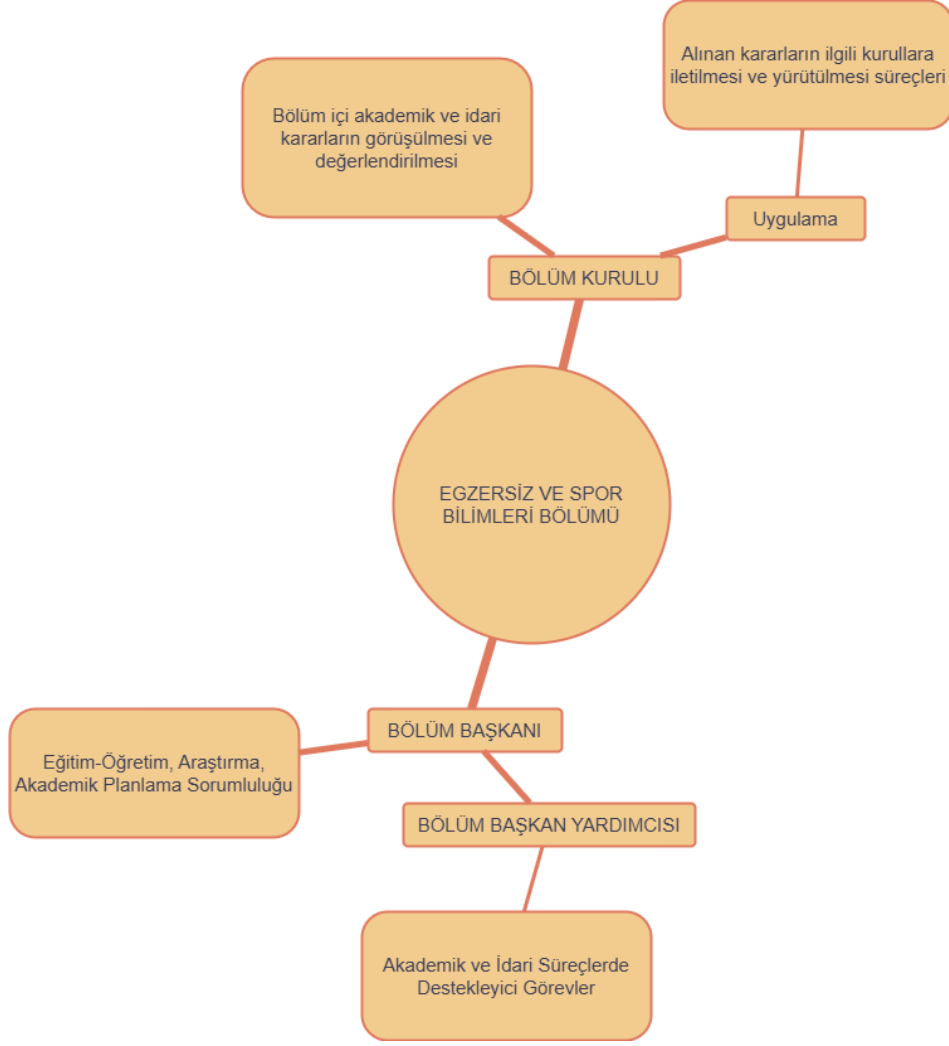 Alınan kararların ilgili kurullara
iletilmesi ve yürütülmesi süreçleri
Bölüm içi akademik ve idari
kararların görüşülmesi ve
değerlendirilmesi
Uygulama
BÖLÜM KURULU
EGZERSİZ VE SPOR
BİLİMLERİ BÖLÜMÜ
BÖLÜM BAŞKANI
Eğitim-Öğretim, Araştırma,
Akademik Planlama Sorumluluğu
BÖLÜM BAŞKAN YARDIMCISI
Akademik ve İdari Süreçlerde
Destekleyici Görevler